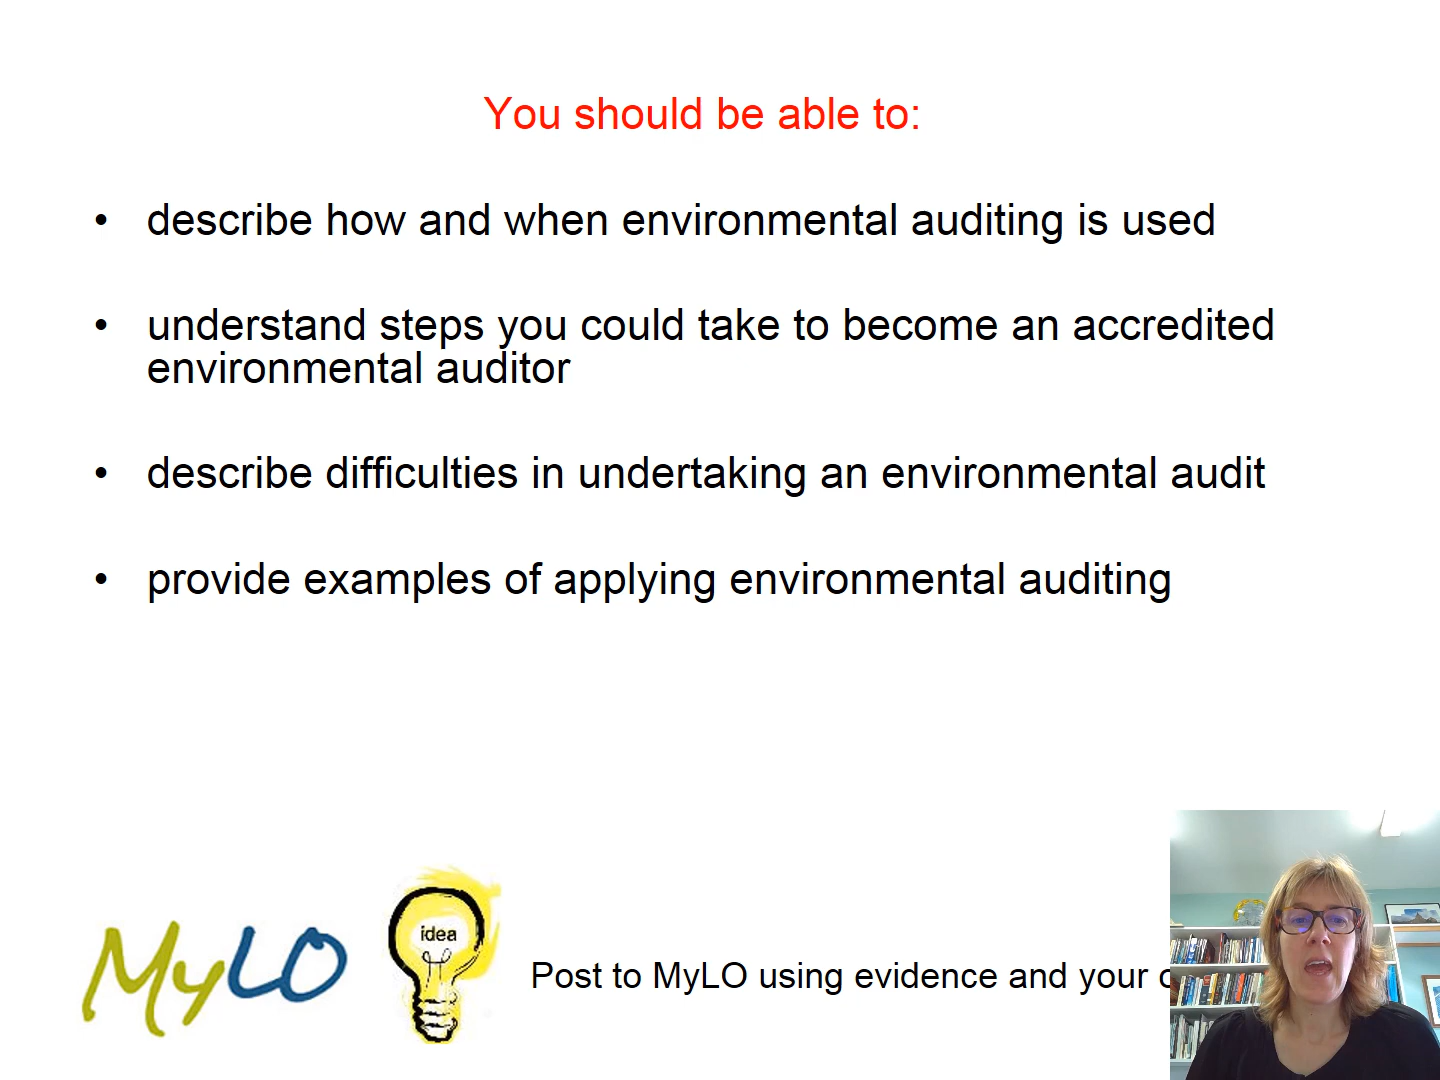 You should be able to:
• describe how and when environmental auditing is used
• understand steps you could take to become an accredited
environmental auditor
• describe difficulties in undertaking an environmental audit
• provide examples of applying environmental auditing
MyLO
idea
Post to MyLO using evidence and your